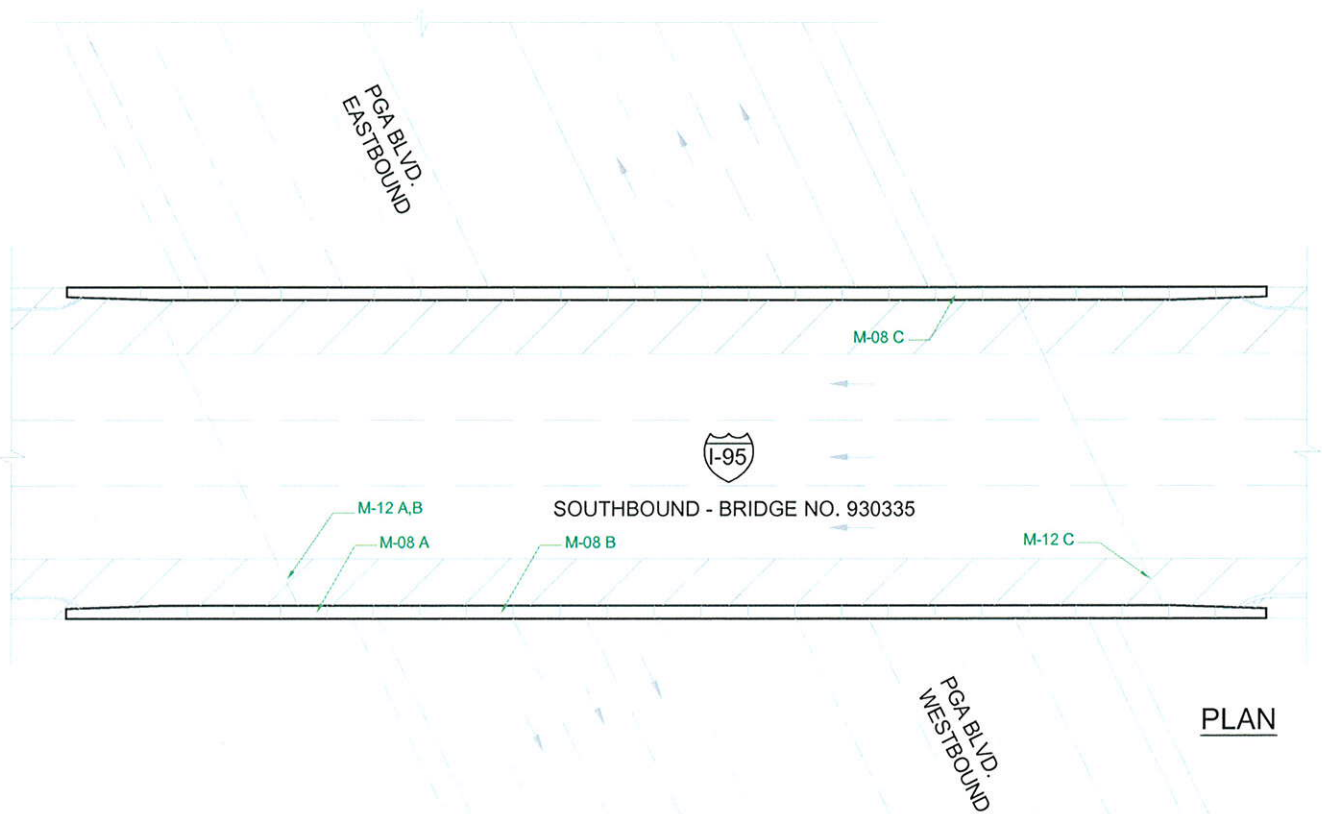 PGA BLVD.
EASTBOUND
M-08 C
I-95
SOUTHBOUND - BRIDGE NO. 930335
M-12 A,B
M-08 A
M-08 B
M-12 C
PGA BLVD.
WESTBOUND
PLAN